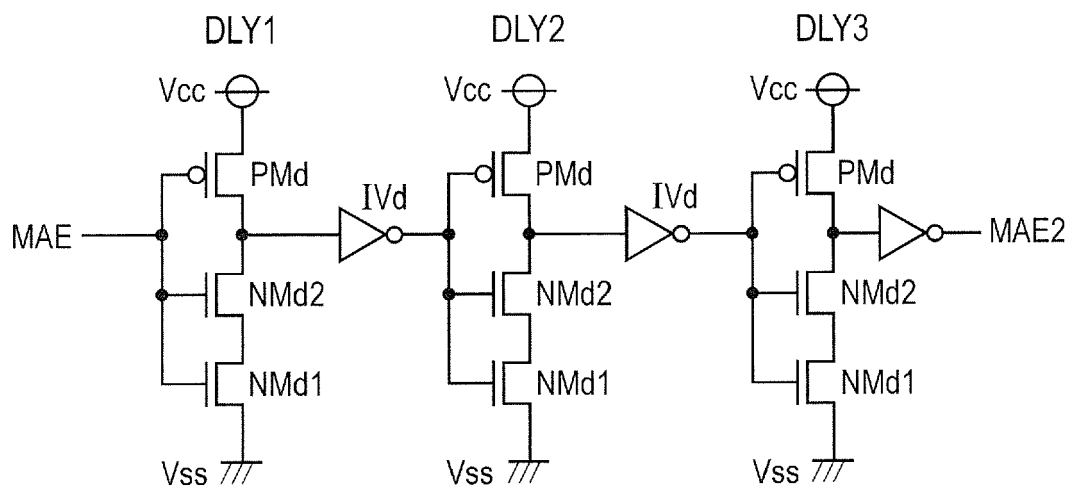 DLY1 DLY2 DLY3
Vcc Vcc Vcc
PMd PMd PMd
IVd IVd
MAE MAE2
NMd2 NMd2 NMd2
NMd1 NMd1 NMd1
Vss Vss Vss